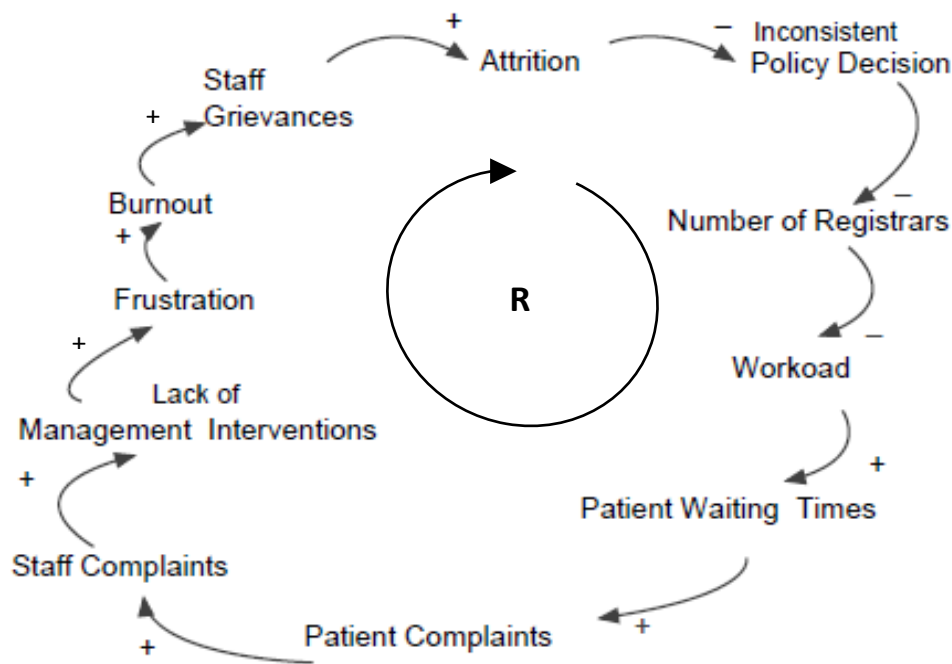 +
Attrition
–
Inconsistent
Policy Decision
–
Number of Registrars
–
Workoad
+
Patient Waiting Times
+
Patient Complaints
+
Staff Complaints
+
Lack of
Management Interventions
+
Frustration
+
Burnout
+
Staff
Grievances
R